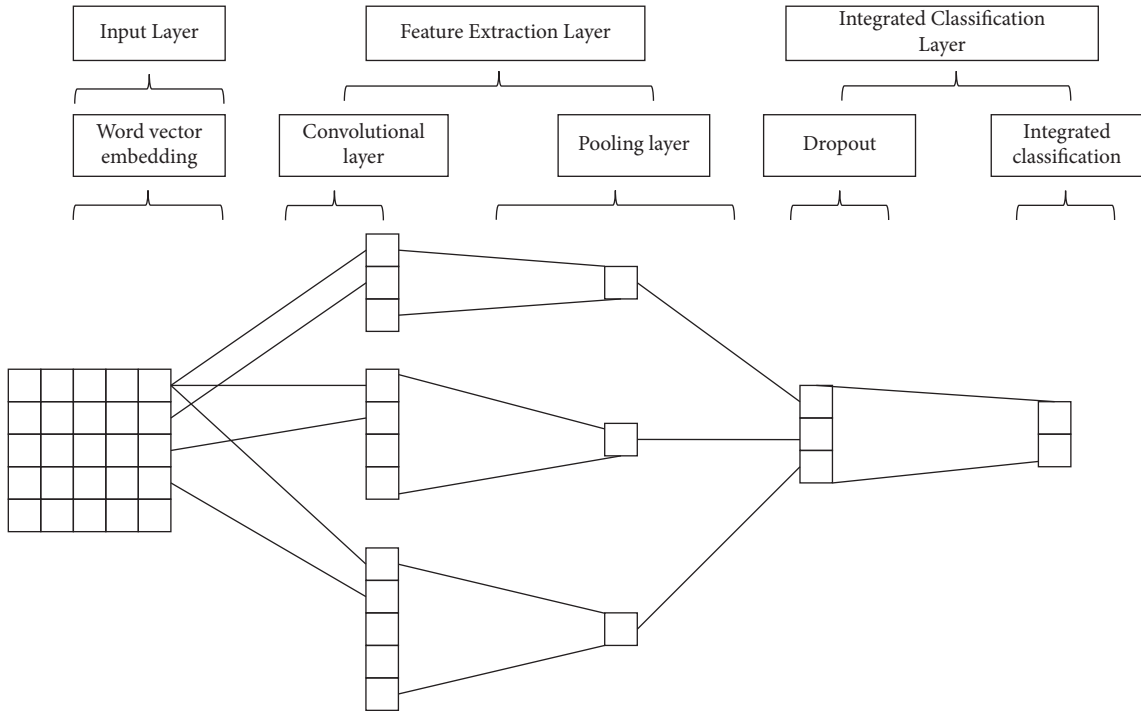 Input Layer
Feature Extraction Layer
Integrated Classification
Layer
Word vector
embedding
Convolutional
layer
Pooling layer
Dropout
Integrated
classification